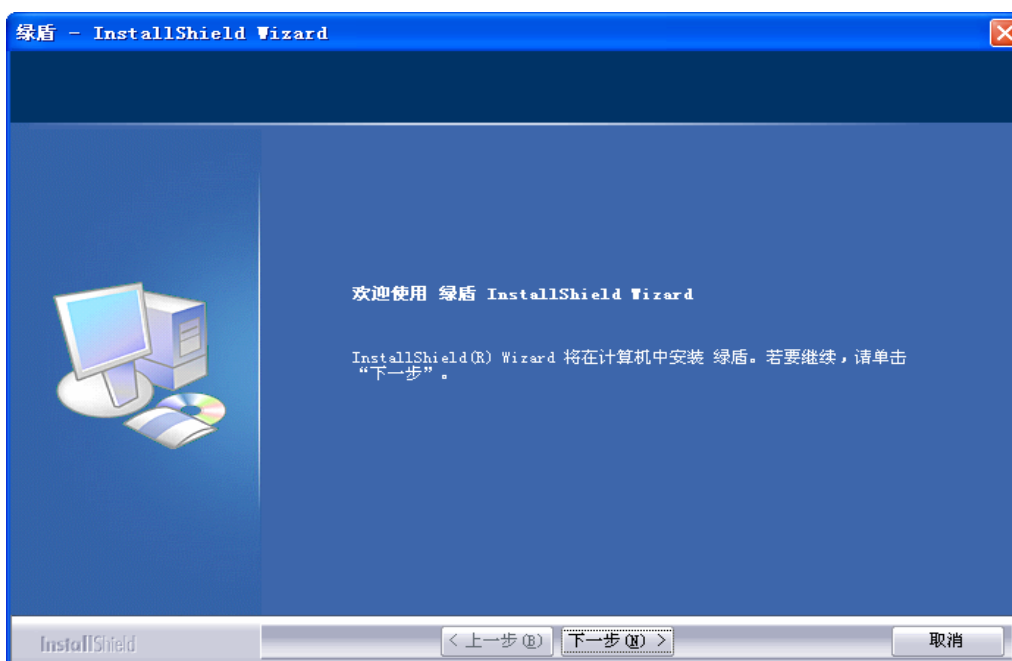 绿盾 - InstallShield Wizard
欢迎使用 绿盾 InstallShield Wizard
InstallShield(R) Wizard 将在计算机中安装 绿盾。若要继续，请单击
“下一步”。
InstallShield
< 上一步(B)
下一步(N) >
取消